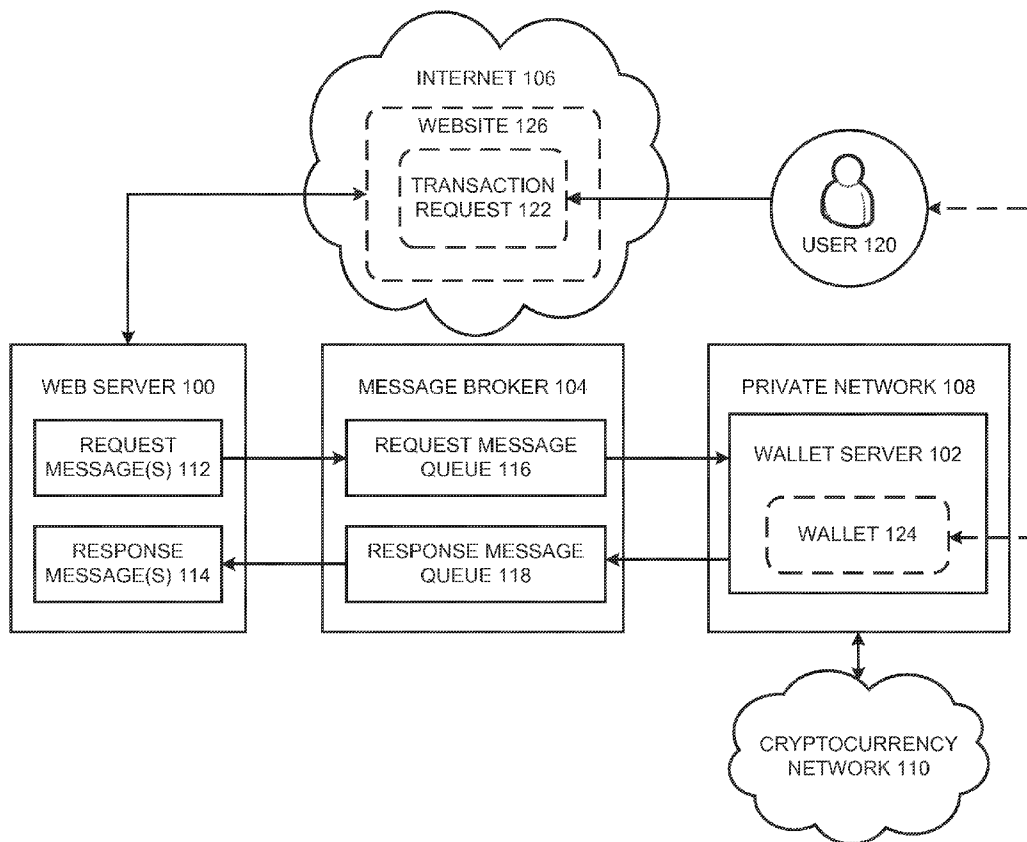 INTERNET 106
WEBSITE 126
TRANSACTION
REQUEST 122
USER 120
WEB SERVER 100
REQUEST
MESSAGE(S) 112
RESPONSE
MESSAGE(S) 114
MESSAGE BROKER 104
REQUEST MESSAGE
QUEUE 116
RESPONSE MESSAGE
QUEUE 118
PRIVATE NETWORK 108
WALLET SERVER 102
WALLET 124
CRYPTOCURRENCY
NETWORK 110